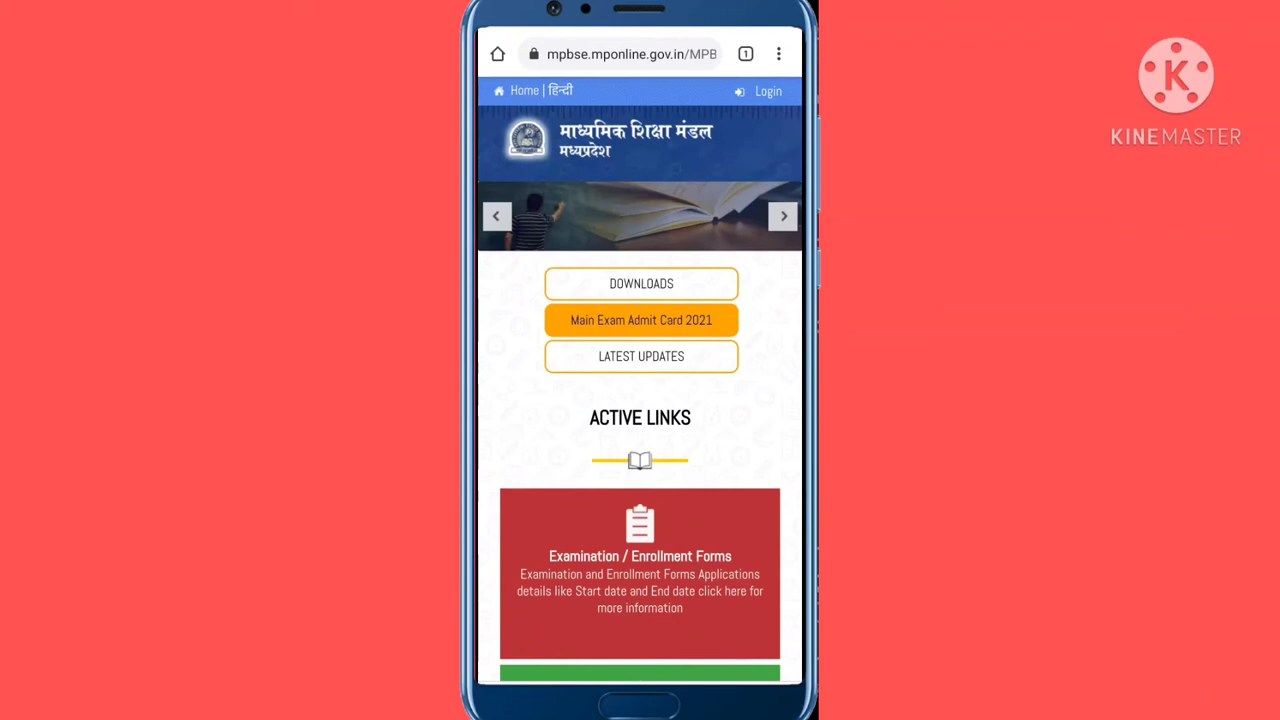 mpbse.mponline.gov.in/MPB
1
Home | हिन्दी
Login
माध्यमिक शिक्षा मंडल
मध्यप्रदेश
DOWNLOADS
Main Exam Admit Card 2021
LATEST UPDATES
ACTIVE LINKS
Examination / Enrollment Forms
Examination and Enrollment Forms Applications
details like Start date and End date click here for
more information
K
KINEMASTER